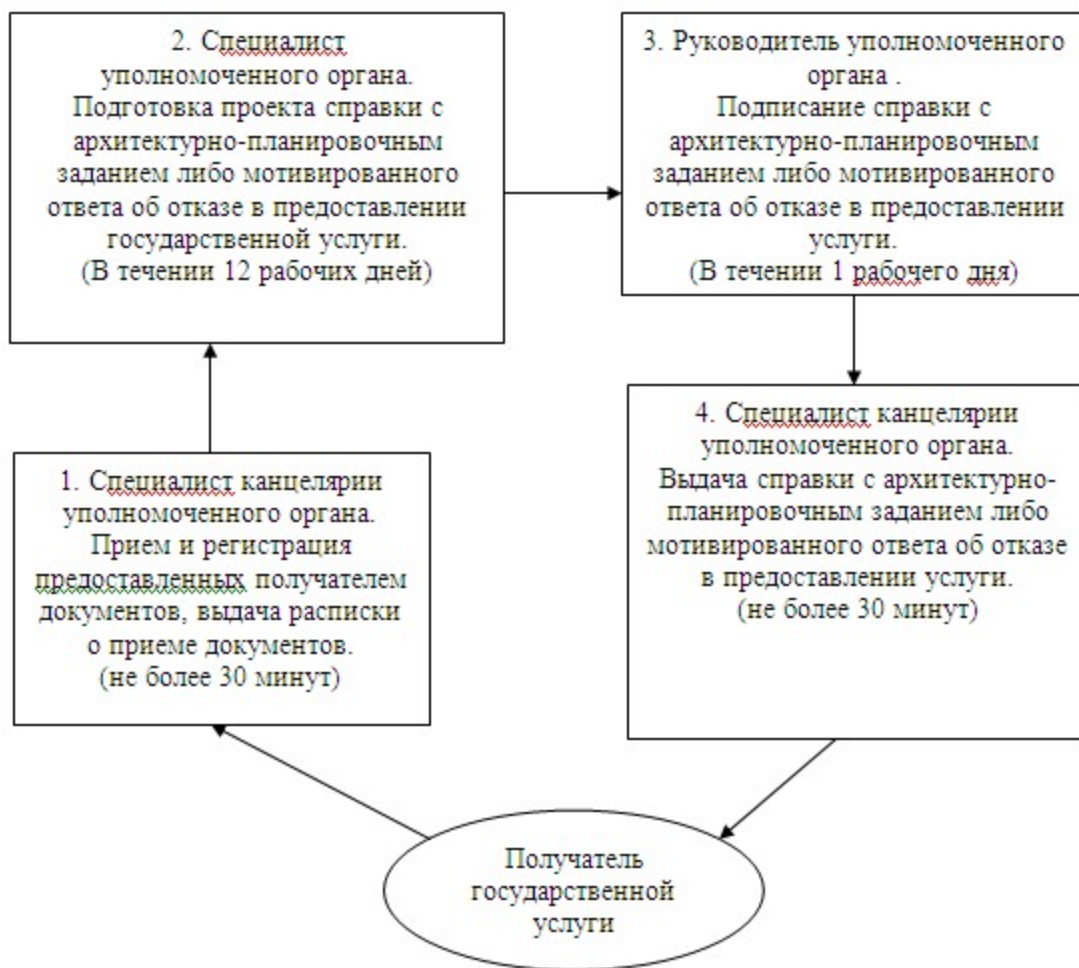 2. Специалист
уполномоченного органа.
Подготовка проекта справки с
архитектурно-планировочным
заданием либо мотивированного
ответа об отказе в предоставлении
государственной услуги.
(В течении 12 рабочих дней)
3. Руководитель уполномоченного
органа .
Подписание справки с
архитектурно-планировочным
заданием либо мотивированного
ответа об отказе в предоставлении
услуги.
(В течении 1 рабочего дня)
1. Специалист канцелярии
уполномоченного органа.
Прием и регистрация
предоставленных получателем
документов, выдача расписки
о приеме документов.
(не более 30 минут)
4. Специалист канцелярии
уполномоченного органа.
Выдача справки с архитектурно-
планировочным заданием либо
мотивированного ответа об отказе
в предоставлении услуги.
(не более 30 минут)
Получатель
государственной
услуги